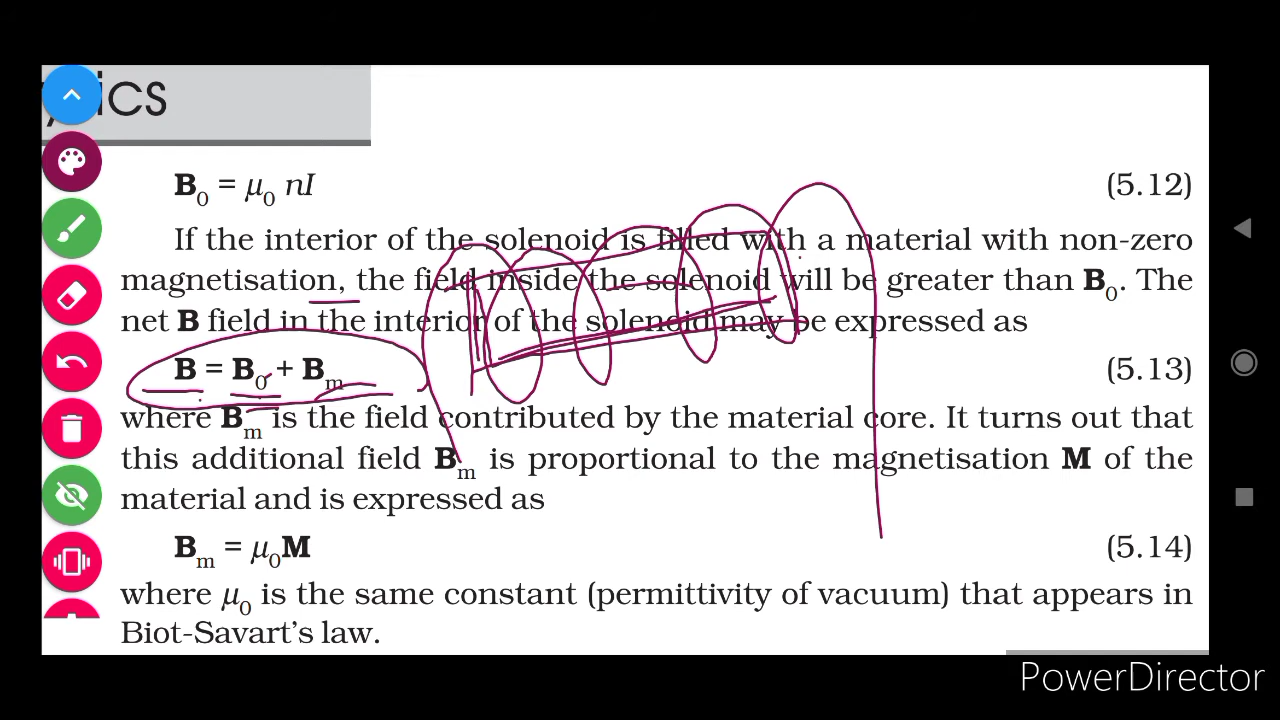 ics
B₀ = μ₀ nI (5.12)
If the interior of the solenoid is filled with a material with non-zero
magnetisation, the field inside the solenoid will be greater than B₀. The
net B field in the interior of the solenoid may be expressed as
B = B₀ + Bₘ (5.13)
where Bₘ is the field contributed by the material core. It turns out that
this additional field Bₘ is proportional to the magnetisation M of the
material and is expressed as
Bₘ = μ₀M (5.14)
where μ₀ is the same constant (permittivity of vacuum) that appears in
Biot-Savart’s law.
PowerDirector